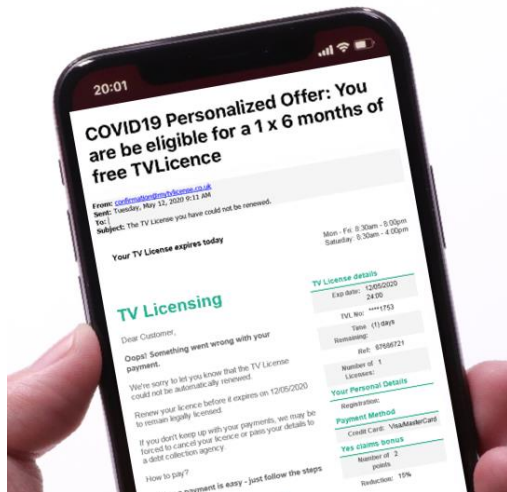 20:01
COVID19 Personalized Offer: You
are be eligible for a 1 x 6 months of
free TVLicence
From: confirmation@mytvlicense.co.uk
Sent: Tuesday, May 12, 2020 9:11 AM
To:
Subject: The TV License you have could not be renewed.
Your TV License expires today
Mon - Fri: 8:30am - 8:00pm
Saturday: 8:30am - 4:00pm
TV Licensing
Dear Customer,
Oops! Something went wrong with your
payment.
We're sorry to let you know that the TV License
could not be automatically renewed.
Renew your licence before it expires on 12/05/2020
to remain legally licensed.
If you don't keep up with your payments, we may be
forced to cancel your licence or pass your details to
a debt collection agency.
How to pay?
payment is easy - just follow the steps
TV License details
Exp date: 12/05/2020
24:00
TVL No: ****1753
Time (1) days
Remaining:
Ref: 67986721
Number of 1
Licenses:
Your Personal Details
Registration:
Payment Method
Credit Card: Visa/MasterCard
Yes claims bonus
Number of 2
points
Reduction: 15%